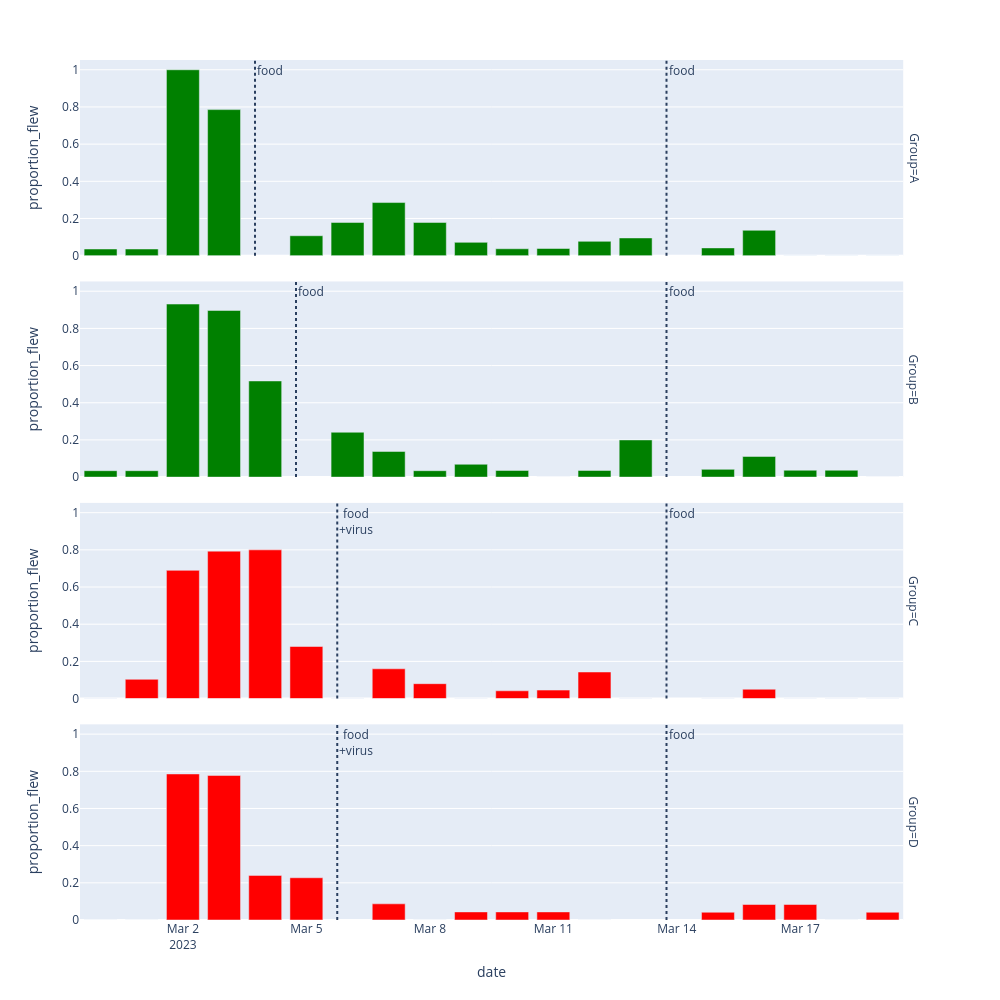 proportion_flew
1
0.8
0.6
0.4
0.2
0
food
food
Group=A
proportion_flew
1
0.8
0.6
0.4
0.2
0
food
food
Group=B
proportion_flew
1
0.8
0.6
0.4
0.2
0
food
+virus
food
Group=C
proportion_flew
1
0.8
0.6
0.4
0.2
0
food
+virus
food
Group=D
Mar 2
2023
Mar 5
Mar 8
Mar 11
Mar 14
Mar 17
date